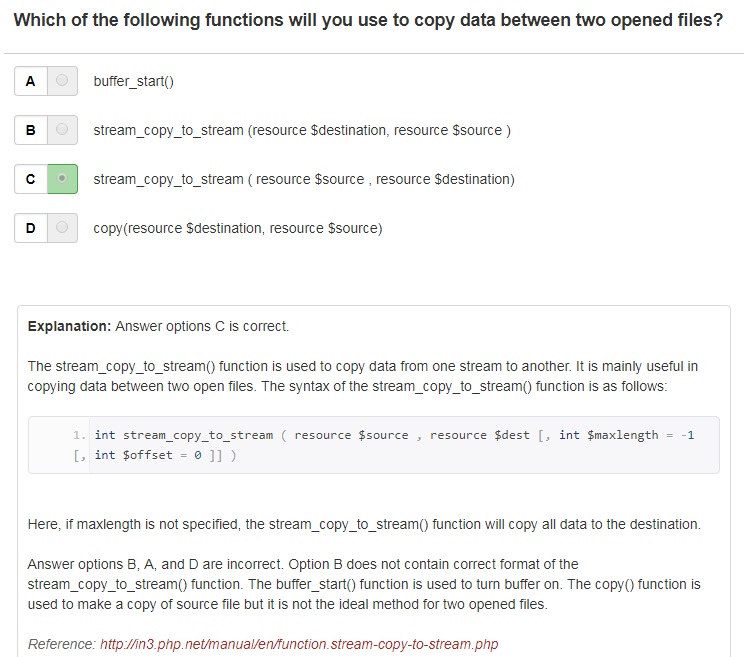 Which of the following functions will you use to copy data between two opened files?
A buffer_start()
B stream_copy_to_stream (resource $destination, resource $source )
C stream_copy_to_stream ( resource $source , resource $destination)
D copy(resource $destination, resource $source)
Explanation: Answer options C is correct.
The stream_copy_to_stream() function is used to copy data from one stream to another. It is mainly useful in
copying data between two open files. The syntax of the stream_copy_to_stream() function is as follows:
1. int stream_copy_to_stream ( resource $source , resource $dest [, int $maxlength = -1
[, int $offset = 0 ]] )
Here, if maxlength is not specified, the stream_copy_to_stream() function will copy all data to the destination.
Answer options B, A, and D are incorrect. Option B does not contain correct format of the
stream_copy_to_stream() function. The buffer_start() function is used to turn buffer on. The copy() function is
used to make a copy of source file but it is not the ideal method for two opened files.
Reference: http://in3.php.net/manual/en/function.stream-copy-to-stream.php